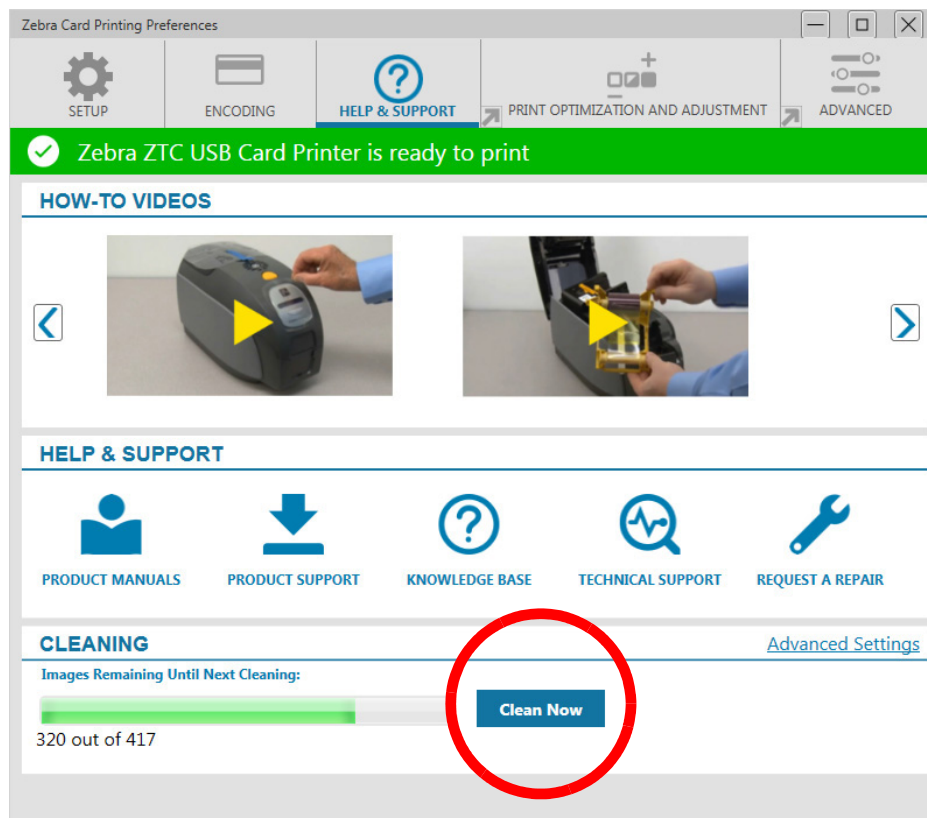 Zebra Card Printing Preferences
SETUP
ENCODING
HELP & SUPPORT
PRINT OPTIMIZATION AND ADJUSTMENT
ADVANCED
Zebra ZTC USB Card Printer is ready to print
HOW-TO VIDEOS
HELP & SUPPORT
PRODUCT MANUALS
PRODUCT SUPPORT
KNOWLEDGE BASE
TECHNICAL SUPPORT
REQUEST A REPAIR
CLEANING
Advanced Settings
Images Remaining Until Next Cleaning:
Clean Now
320 out of 417